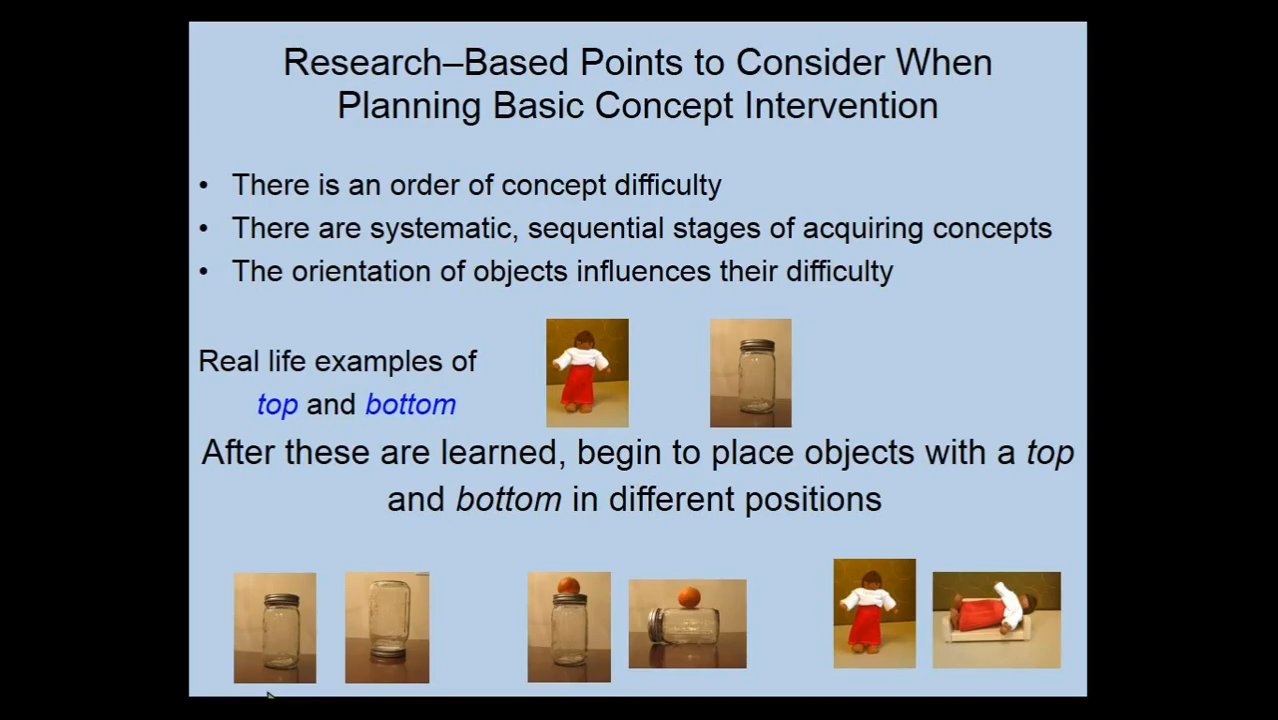 Research–Based Points to Consider When
Planning Basic Concept Intervention
• There is an order of concept difficulty
• There are systematic, sequential stages of acquiring concepts
• The orientation of objects influences their difficulty
Real life examples of
top and bottom
After these are learned, begin to place objects with a top
and bottom in different positions